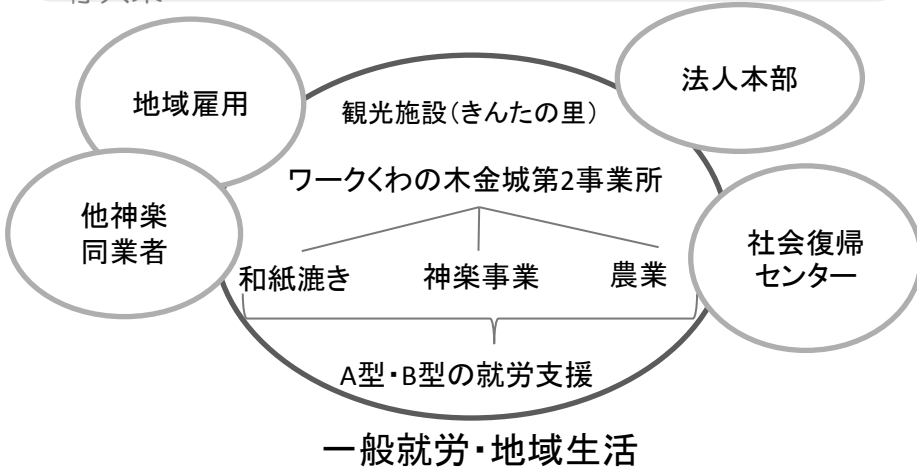 地域雇用
法人本部
観光施設(きんたの里)
ワークくわの木金城第2事業所
他神楽
同業者
社会復帰
センター
和紙漉き
神楽事業
農業
A型・B型の就労支援
一般就労・地域生活